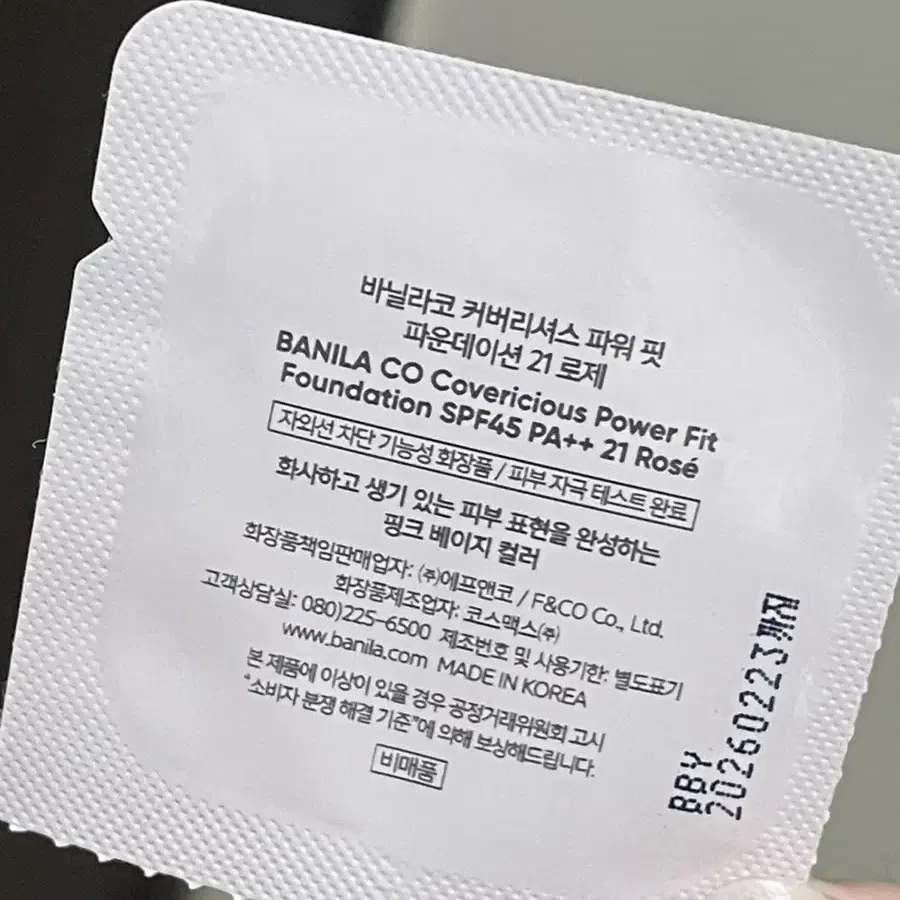 바닐라코 커버리셔스 파워 핏
파운데이션 21 로제
BANILA CO Covericious Power Fit
Foundation SPF45 PA++ 21 Rosé
자외선 차단 기능성 화장품 / 피부 자극 테스트 완료
화사하고 생기 있는 피부 표현을 완성하는
핑크 베이지 컬러
화장품책임판매업자: ㈜에프앤코 / F&CO Co., Ltd.
화장품제조업자: 코스맥스㈜
고객상담실: 080)225-6500 제조번호 및 사용기한: 별도표기
www.banila.com MADE IN KOREA
본 제품에 이상이 있을 경우 공정거래위원회 고시
"소비자 분쟁 해결 기준"에 의해 보상해드립니다.
비매품
BBY
20260223까지